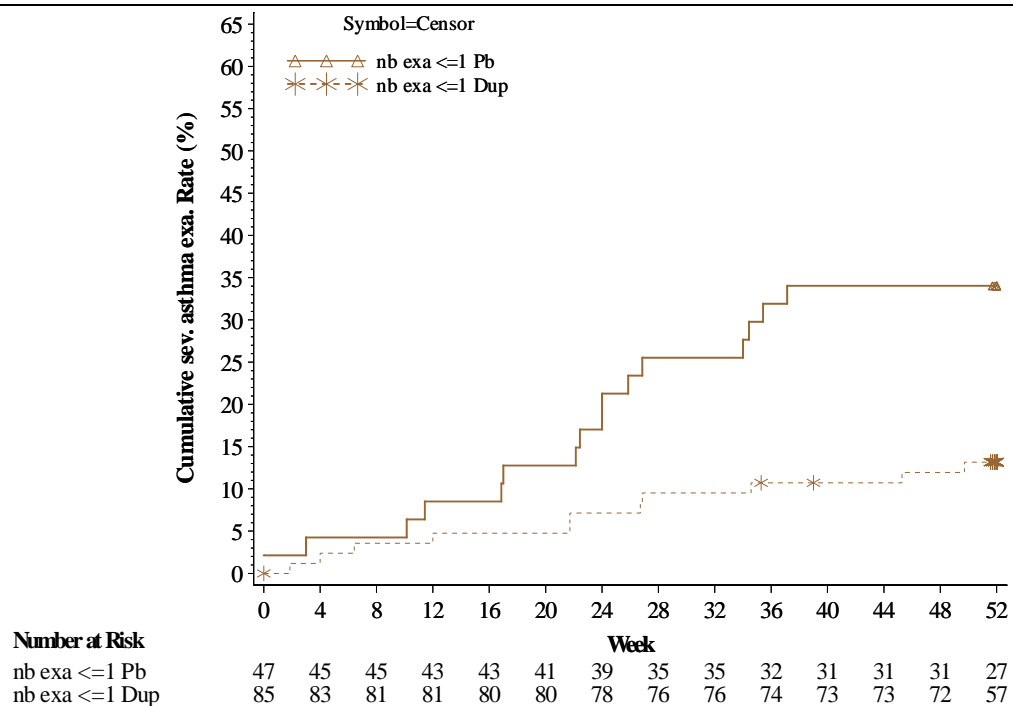 Symbol=Censor
nb exa <=1 Pb
nb exa <=1 Dup
Cumulative sev. asthma exa. Rate (%)
65
60
55
50
45
40
35
30
25
20
15
10
5
0
0 4 8 12 16 20 24 28 32 36 40 44 48 52
Week
Number at Risk
nb exa <=1 Pb 47 45 45 43 43 41 39 35 35 32 31 31 31 27
nb exa <=1 Dup 85 83 81 81 80 80 78 76 76 74 73 73 72 57